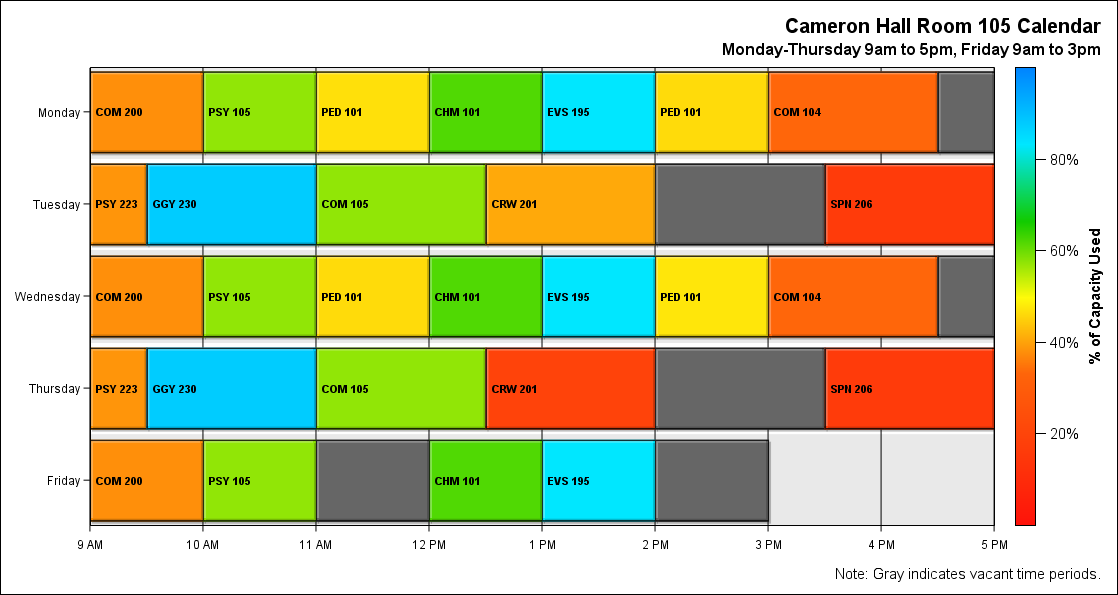 Cameron Hall Room 105 Calendar
Monday-Thursday 9am to 5pm, Friday 9am to 3pm
Monday
COM 200
PSY 105
PED 101
CHM 101
EVS 195
PED 101
COM 104
Tuesday
PSY 223
GGY 230
COM 105
CRW 201
SPN 206
Wednesday
COM 200
PSY 105
PED 101
CHM 101
EVS 195
PED 101
COM 104
Thursday
PSY 223
GGY 230
COM 105
CRW 201
SPN 206
Friday
COM 200
PSY 105
CHM 101
EVS 195
9 AM
10 AM
11 AM
12 PM
1 PM
2 PM
3 PM
4 PM
5 PM
80%
60%
40%
20%
% of Capacity Used
Note: Gray indicates vacant time periods.